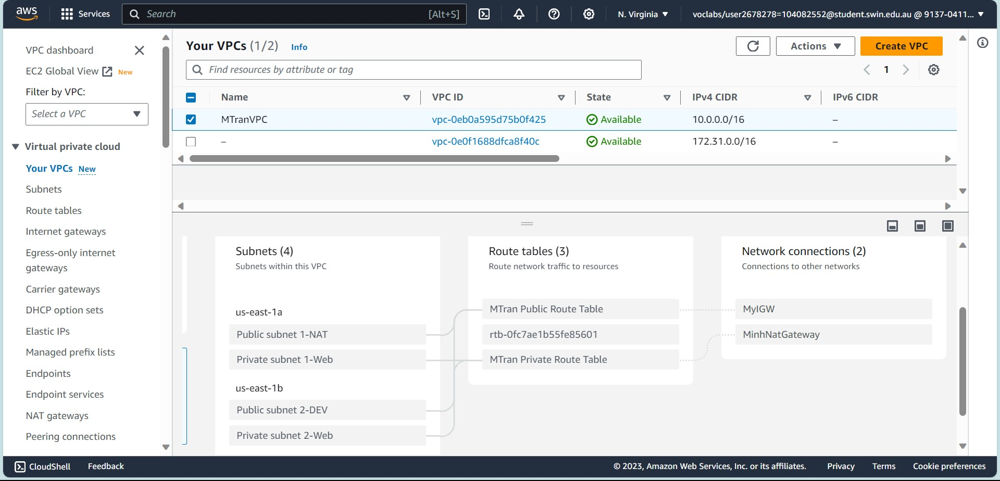 aws
Services
Search [Alt+S]
N. Virginia
voclabs/user2678278=104082552@student.swin.edu.au @ 9137-0411...
VPC dashboard
EC2 Global View New
Filter by VPC:
Select a VPC
Virtual private cloud
Your VPCs New
Subnets
Route tables
Internet gateways
Egress-only internet
gateways
Carrier gateways
DHCP option sets
Elastic IPs
Managed prefix lists
Endpoints
Endpoint services
NAT gateways
Peering connections
Your VPCs (1/2) Info
Actions
Create VPC
Find resources by attribute or tag
1
Name VPC ID State IPv4 CIDR IPv6 CIDR
MTranVPC vpc-0eb0a595d75b0f425 Available 10.0.0.0/16 –
– vpc-0e0f1688dfca8f40c Available 172.31.0.0/16 –
Subnets (4)
Subnets within this VPC
us-east-1a
Public subnet 1-NAT
Private subnet 1-Web
us-east-1b
Public subnet 2-DEV
Private subnet 2-Web
Route tables (3)
Route network traffic to resources
MTran Public Route Table
rtb-0fc7ae1b55fe85601
MTran Private Route Table
Network connections (2)
Connections to other networks
MyIGW
MinhNatGateway
CloudShell
Feedback
© 2023, Amazon Web Services, Inc. or its affiliates.
Privacy
Terms
Cookie preferences